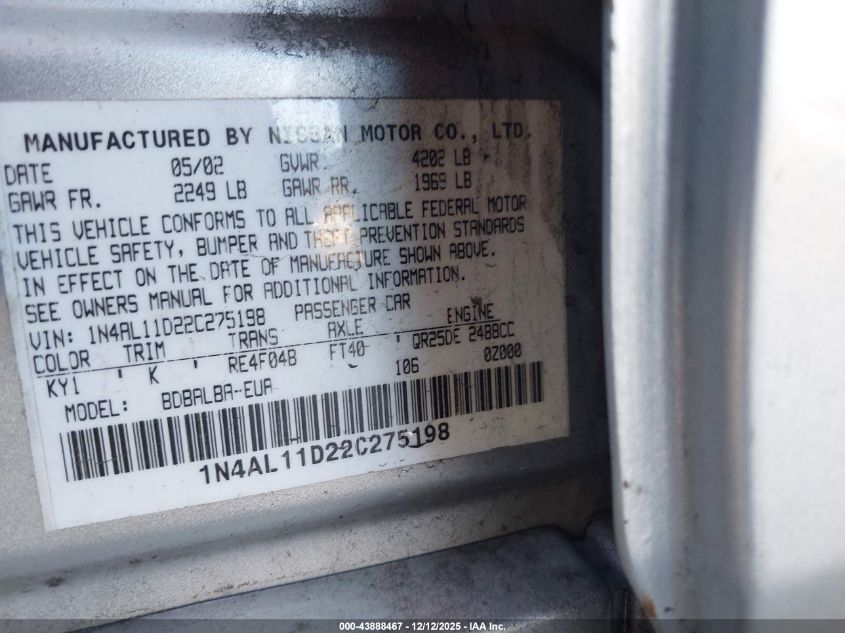 MANUFACTURED BY NISSAN MOTOR CO., LTD.
DATE 05/02 GVWR. 4202 LB
GAWR FR. 2249 LB GAWR RR. 1969 LB
THIS VEHICLE CONFORMS TO ALL APPLICABLE FEDERAL MOTOR
VEHICLE SAFETY, BUMPER AND THEFT PREVENTION STANDARDS
IN EFFECT ON THE DATE OF MANUFACTURE SHOWN ABOVE.
SEE OWNERS MANUAL FOR ADDITIONAL INFORMATION.
VIN: 1N4AL11D22C275198 PASSENGER CAR
COLOR TRIM TRANS AXLE ENGINE
KY1 ' K ' RE4F04B FT40 ' QR25DE 2488CC
106 0Z000
MODEL: BDBALBA-EUA
1N4AL11D22C275198
000-43888467 - 12/12/2025 - © IAA Holdings, LLC